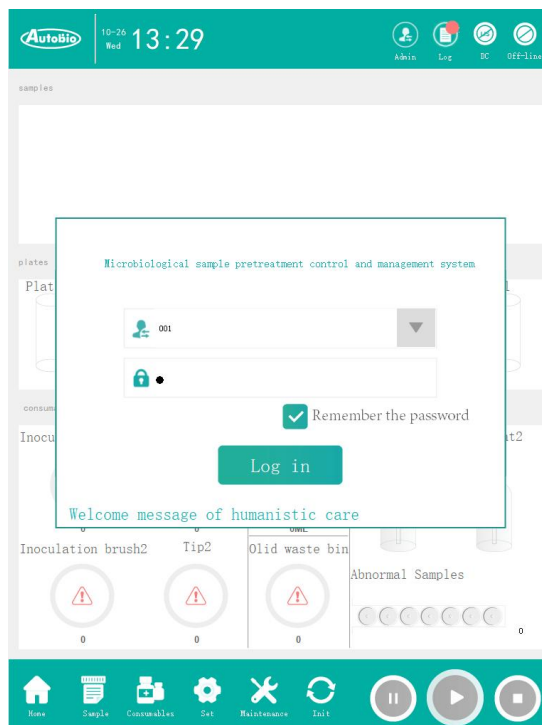 Autobio
10-26
Wed
13:29
Admin
Log
DC
Off-line
samples
plates
Plat
1
Microbiological sample pretreatment control and management system
001
Remember the password
Log in
Welcome message of humanistic care
consum
Inocu
t2
0
0
0ML
Inoculation brush2
Tip2
Olid waste bin
Abnormal Samples
0
0
0
0
Home
Sample
Consumables
Set
Maintenance
Init